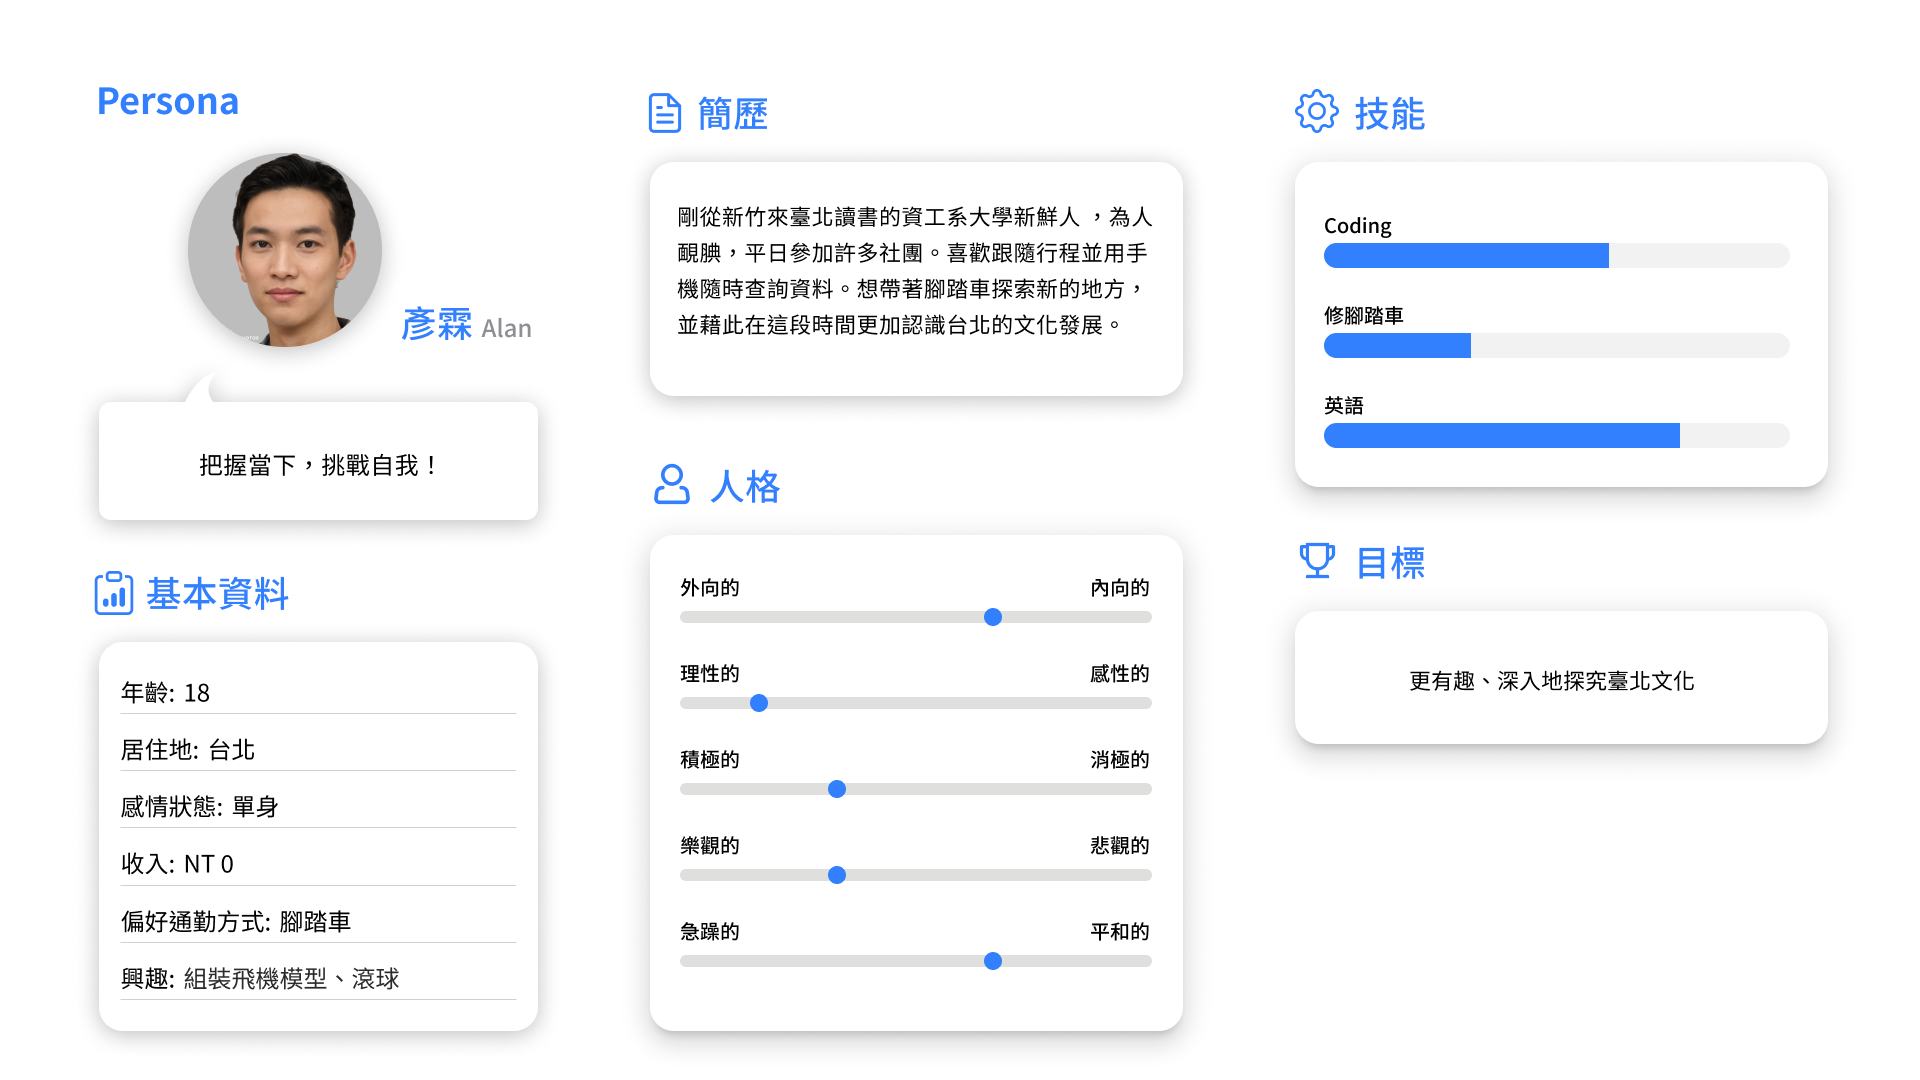 Persona
彥霖 Alan
把握當下，挑戰自我！
基本資料
年齡: 18
居住地: 台北
感情狀態: 單身
收入: NT 0
偏好通勤方式: 腳踏車
興趣: 組裝飛機模型、滾球
簡歷
剛從新竹來臺北讀書的資工系大學新鮮人 ，為人
靦腆，平日參加許多社團。喜歡跟隨行程並用手
機隨時查詢資料。想帶著腳踏車探索新的地方，
並藉此在這段時間更加認識台北的文化發展。
人格
外向的 內向的
理性的 感性的
積極的 消極的
樂觀的 悲觀的
急躁的 平和的
技能
Coding
修腳踏車
英語
目標
更有趣、深入地探究臺北文化